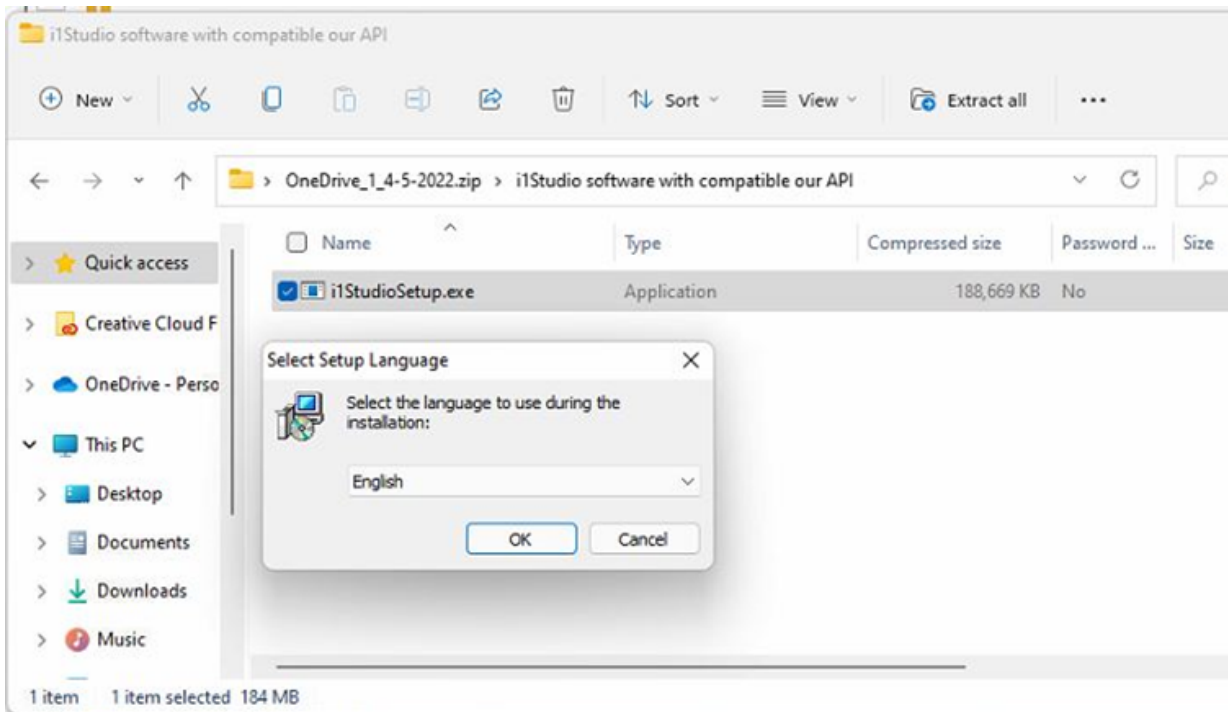 i1Studio software with compatible our API
New
Sort
View
Extract all
OneDrive_1_4-5-2022.zip > i1Studio software with compatible our API
Name Type Compressed size Password ... Size
Quick access
i1StudioSetup.exe Application 188,669 KB No
Creative Cloud F
Select Setup Language
OneDrive - Perso
Select the language to use during the
installation:
This PC
English
Desktop
Documents
OK Cancel
Downloads
Music
1 item 1 item selected 184 MB